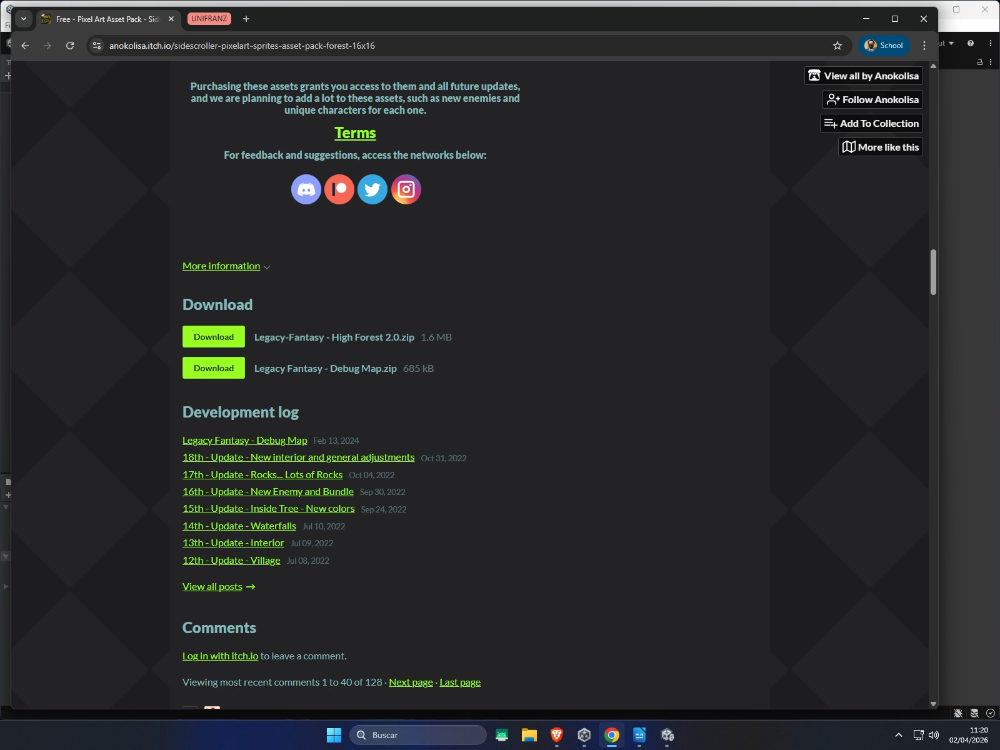 Free - Pixel Art Asset Pack - Side
UNIFRANZ
anokolisa.itch.io/sidescroller-pixelart-sprites-asset-pack-forest-16x16
School
Fi
ut
Purchasing these assets grants you access to them and all future updates,
and we are planning to add a lot to these assets, such as new enemies and
unique characters for each one.
View all by Anokolisa
Follow Anokolisa
Add To Collection
More like this
Terms
For feedback and suggestions, access the networks below:
More information
Download
Download Legacy-Fantasy - High Forest 2.0.zip 1.6 MB
Download Legacy Fantasy - Debug Map.zip 685 kB
Development log
Legacy Fantasy - Debug Map Feb 13, 2024
18th - Update - New interior and general adjustments Oct 31, 2022
17th - Update - Rocks... Lots of Rocks Oct 04, 2022
16th - Update - New Enemy and Bundle Sep 30, 2022
15th - Update - Inside Tree - New colors Sep 24, 2022
14th - Update - Waterfalls Jul 10, 2022
13th - Update - Interior Jul 09, 2022
12th - Update - Village Jul 08, 2022
View all posts →
Comments
Log in with itch.io to leave a comment.
Viewing most recent comments 1 to 40 of 128 · Next page · Last page
Buscar
11:20
02/04/2026